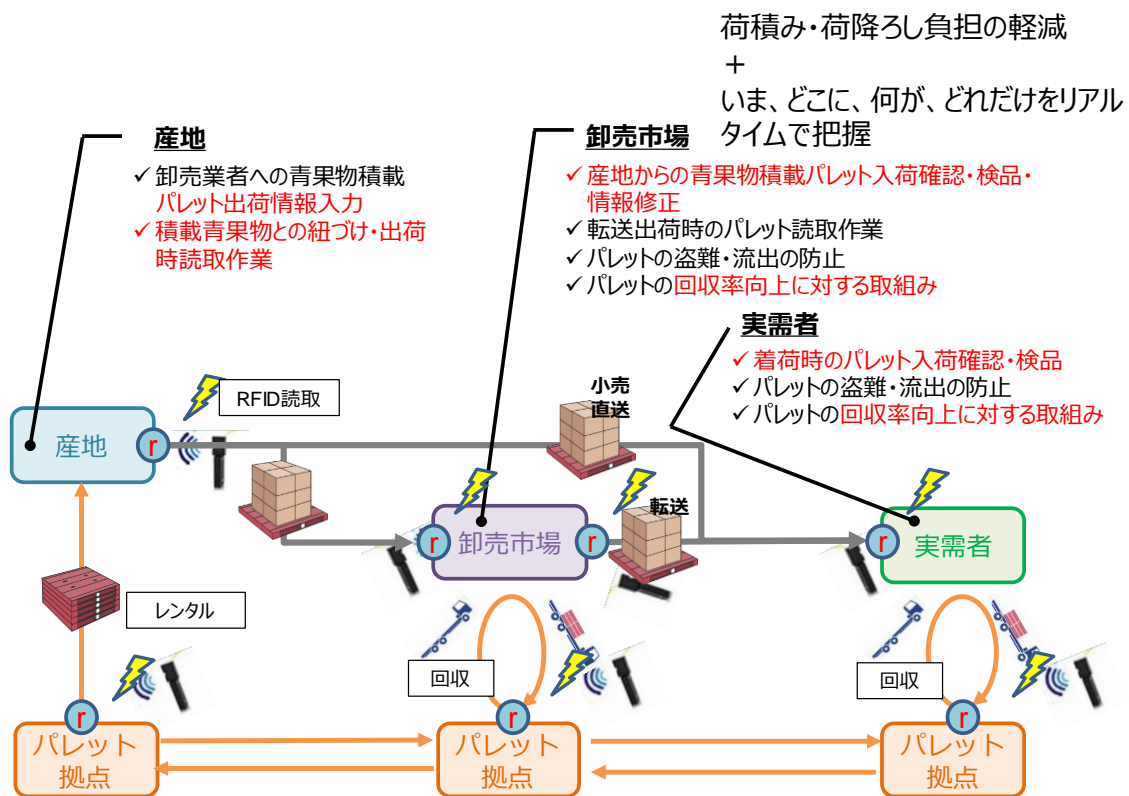 荷積み・荷降ろし負担の軽減
＋
いま、どこに、何が、どれだけをリアル
タイムで把握
産地
✓ 卸売業者への青果物積載
パレット出荷情報入力
✓ 積載青果物との紐づけ・出荷
時読取作業
卸売市場
✓ 産地からの青果物積載パレット入荷確認・検品・
情報修正
✓ 転送出荷時のパレット読取作業
✓ パレットの盗難・流出の防止
✓ パレットの回収率向上に対する取組み
実需者
✓ 着荷時のパレット入荷確認・検品
✓ パレットの盗難・流出の防止
✓ パレットの回収率向上に対する取組み
RFID読取
小売
直送
産地
r
転送
r
卸売市場
r
r
実需者
レンタル
回収
回収
r
r
r
パレット
拠点
パレット
拠点
パレット
拠点